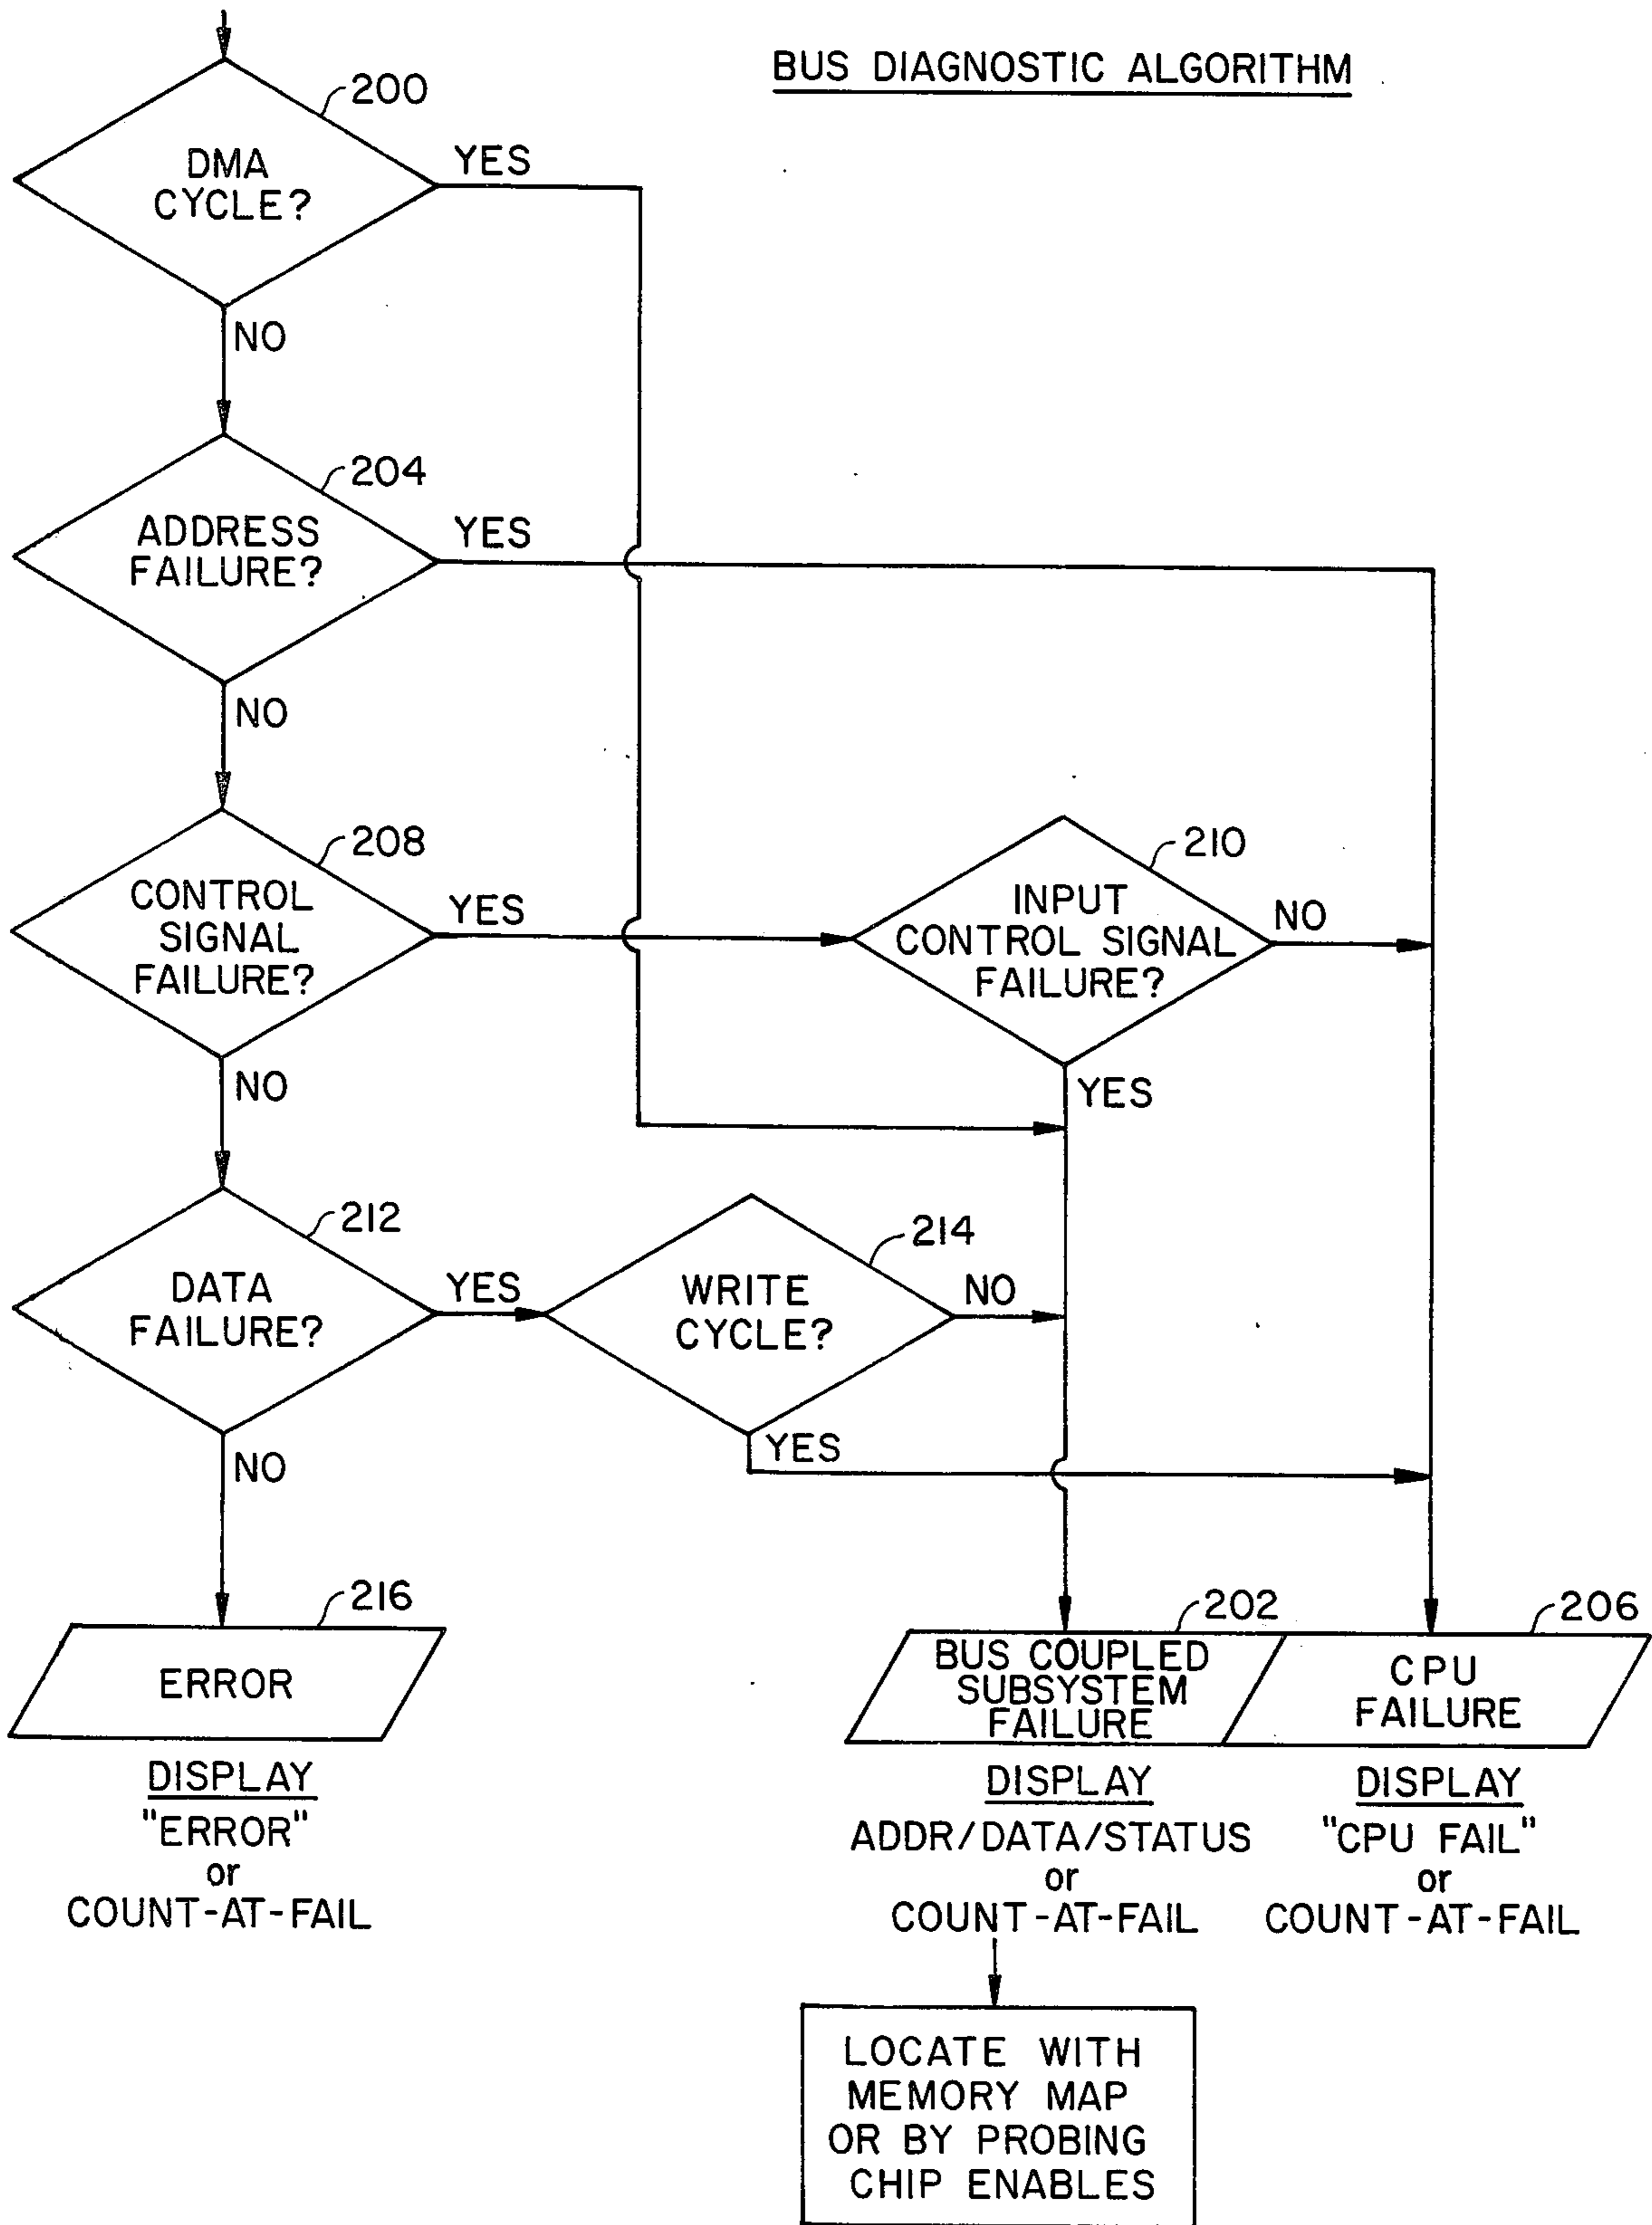 BUS DIAGNOSTIC ALGORITHM
200
DMA
CYCLE?
YES
NO
204
ADDRESS
FAILURE?
YES
NO
208
CONTROL
SIGNAL
FAILURE?
YES
NO
210
INPUT
CONTROL SIGNAL
FAILURE?
NO
YES
212
DATA
FAILURE?
YES
NO
214
WRITE
CYCLE?
NO
YES
216
ERROR
DISPLAY
"ERROR"
or
COUNT-AT-FAIL
202
BUS COUPLED
SUBSYSTEM
FAILURE
DISPLAY
ADDR/DATA/STATUS
or
COUNT-AT-FAIL
206
CPU
FAILURE
DISPLAY
"CPU FAIL"
or
COUNT-AT-FAIL
LOCATE WITH
MEMORY MAP
OR BY PROBING
CHIP ENABLES